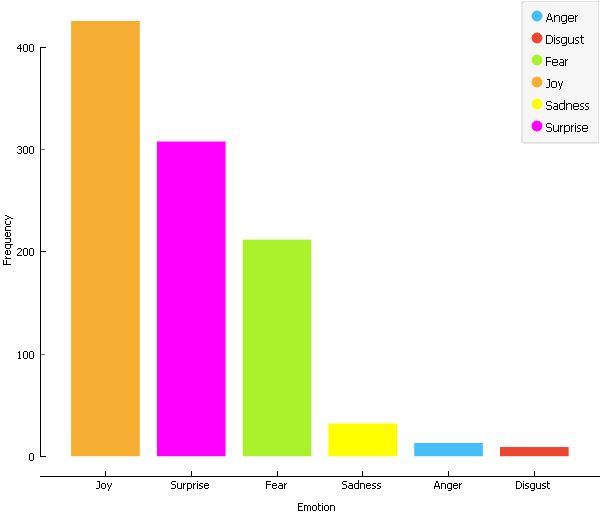 Anger
Disgust
Fear
Joy
Sadness
Surprise
400
300
200
100
0
Frequency
Joy Surprise Fear Sadness Anger Disgust
Emotion